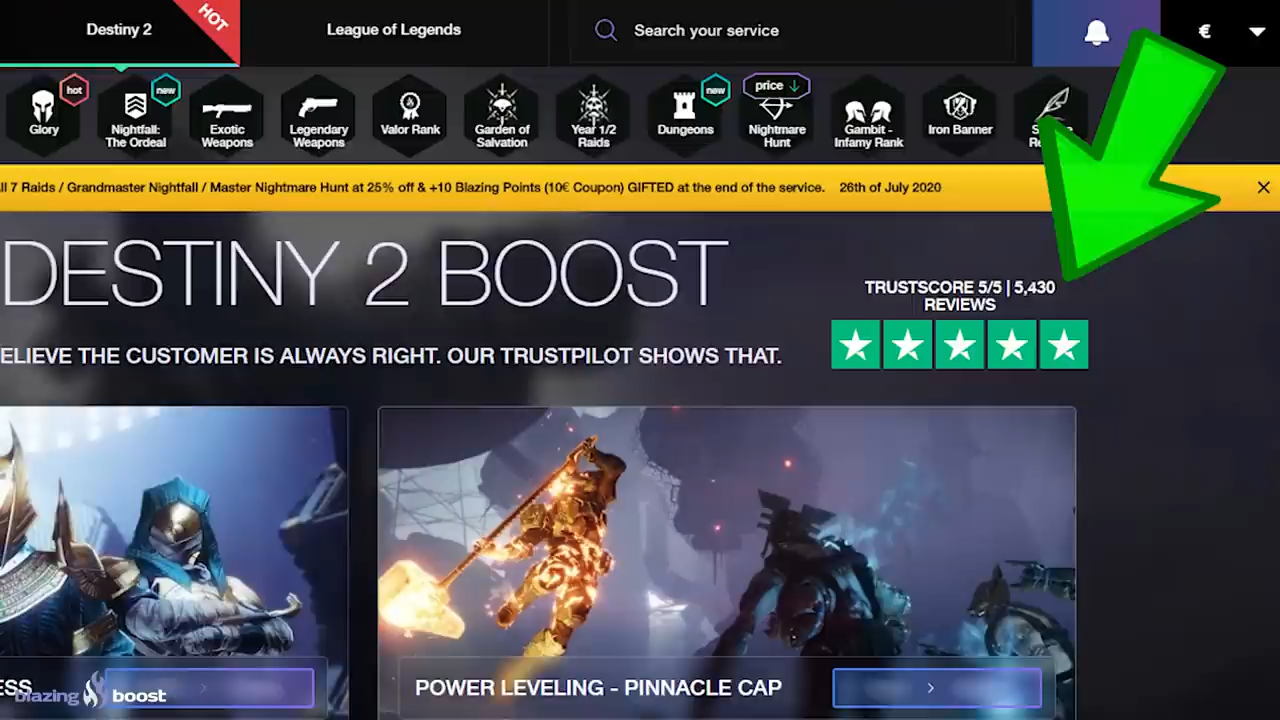 Destiny 2
HOT
League of Legends
Search your service
€
hot
Glory
new
Nightfall:
The Ordeal
Exotic
Weapons
Legendary
Weapons
Valor Rank
Garden of
Salvation
Year 1/2
Raids
new
Dungeons
price ↓
Nightmare
Hunt
Gambit -
Infamy Rank
Iron Banner
ll 7 Raids / Grandmaster Nightfall / Master Nightmare Hunt at 25% off & +10 Blazing Points (10€ Coupon) GIFTED at the end of the service. 26th of July 2020
DESTINY 2 BOOST
TRUSTSCORE 5/5 | 5,430
REVIEWS
ELIEVE THE CUSTOMER IS ALWAYS RIGHT. OUR TRUSTPILOT SHOWS THAT.
ESS
blazing boost
POWER LEVELING - PINNACLE CAP